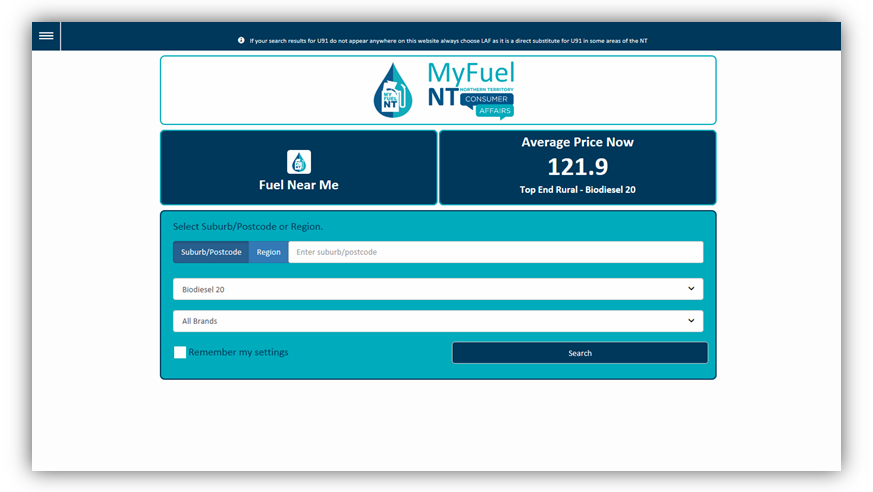 If your search results for U91 do not appear anywhere on this website always choose LAF as it is a direct substitute for U91 in some areas of the NT
MY
FUEL
NT
MyFuel
NORTHERN TERRITORY
NT
CONSUMER
AFFAIRS
Fuel Near Me
Average Price Now
121.9
Top End Rural - Biodiesel 20
Select Suburb/Postcode or Region.
Suburb/Postcode Region Enter suburb/postcode
Biodiesel 20
All Brands
Remember my settings
Search